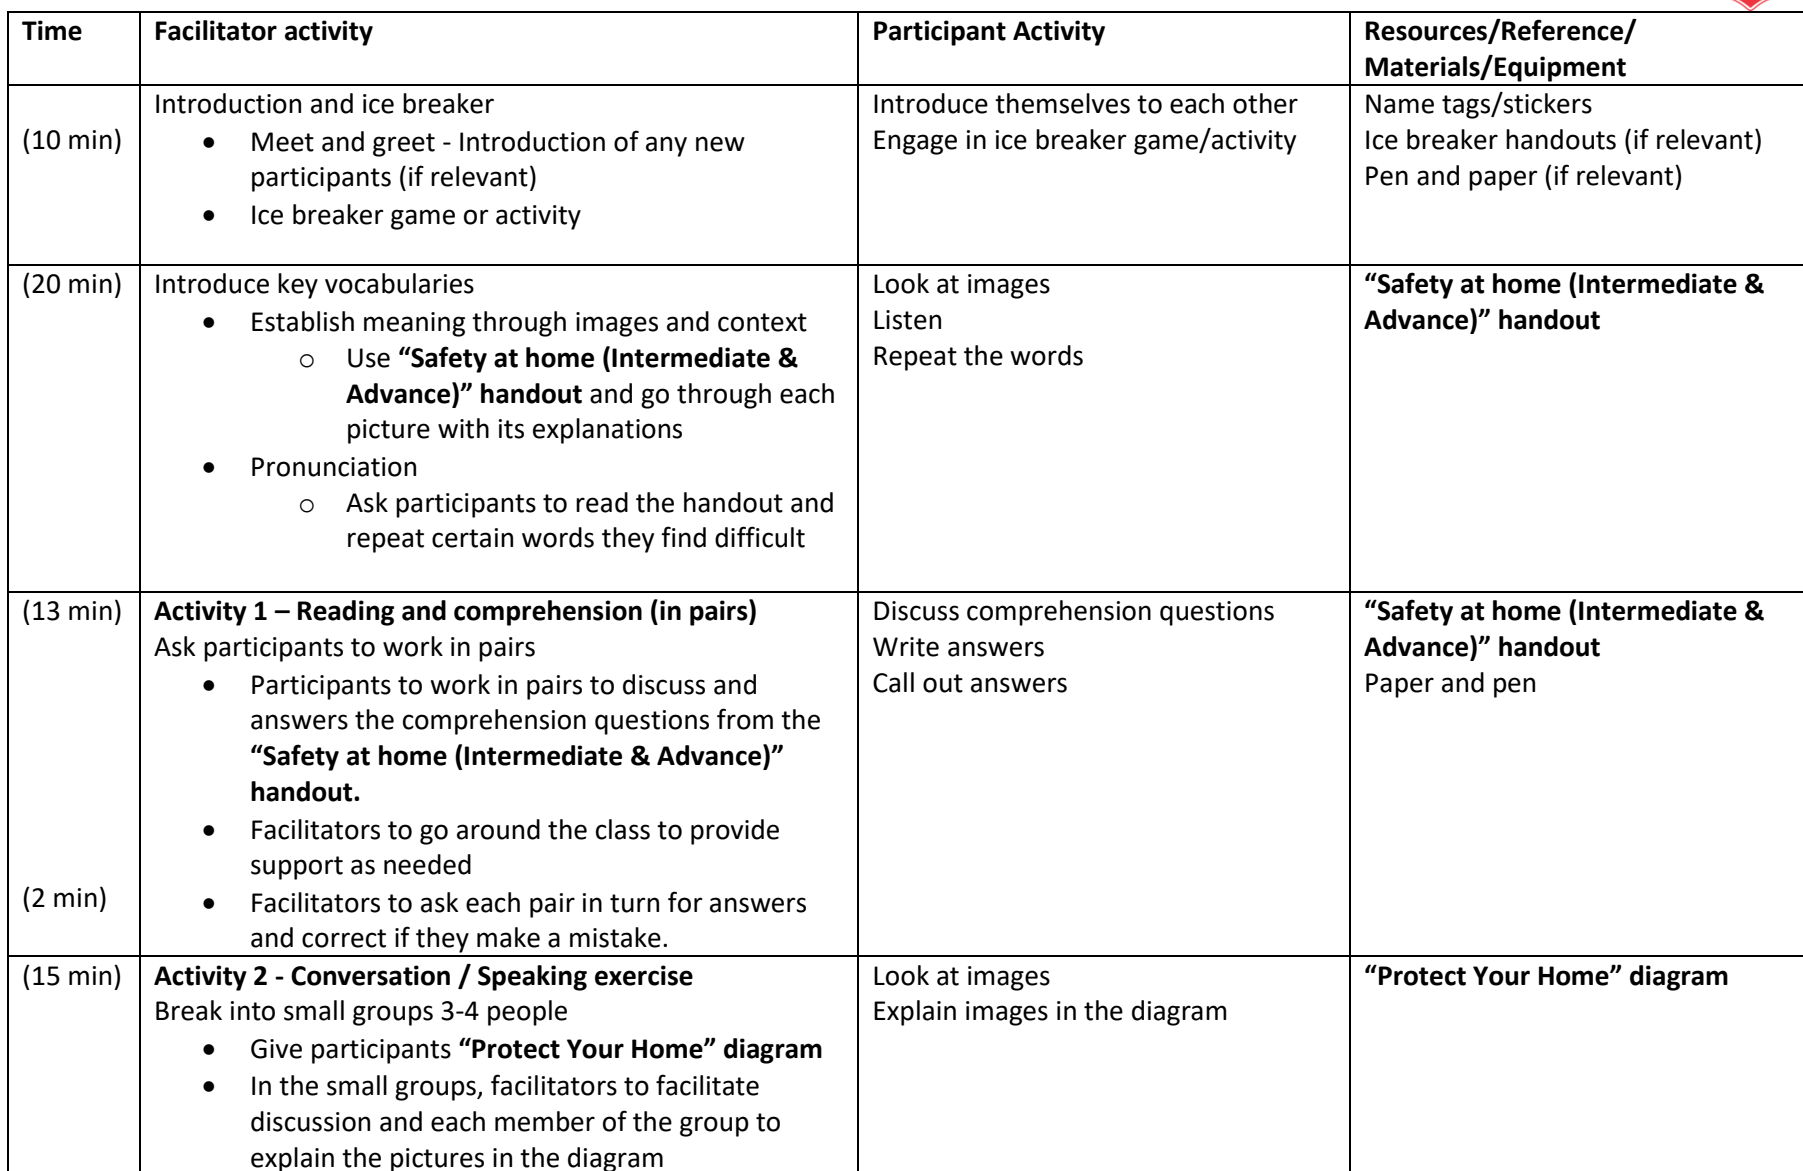 Time
Facilitator activity
Participant Activity
Resources/Reference/
Materials/Equipment
(10 min)
Introduction and ice breaker
• Meet and greet - Introduction of any new
participants (if relevant)
• Ice breaker game or activity
Introduce themselves to each other
Engage in ice breaker game/activity
Name tags/stickers
Ice breaker handouts (if relevant)
Pen and paper (if relevant)
(20 min)
Introduce key vocabularies
• Establish meaning through images and context
o Use “Safety at home (Intermediate &
Advance)” handout and go through each
picture with its explanations
• Pronunciation
o Ask participants to read the handout and
repeat certain words they find difficult
Look at images
Listen
Repeat the words
“Safety at home (Intermediate &
Advance)” handout
(13 min)
Activity 1 – Reading and comprehension (in pairs)
Ask participants to work in pairs
• Participants to work in pairs to discuss and
answers the comprehension questions from the
“Safety at home (Intermediate & Advance)”
handout.
• Facilitators to go around the class to provide
support as needed
(2 min)
• Facilitators to ask each pair in turn for answers
and correct if they make a mistake.
Discuss comprehension questions
Write answers
Call out answers
“Safety at home (Intermediate &
Advance)” handout
Paper and pen
(15 min)
Activity 2 - Conversation / Speaking exercise
Break into small groups 3-4 people
• Give participants “Protect Your Home” diagram
• In the small groups, facilitators to facilitate
discussion and each member of the group to
explain the pictures in the diagram
Look at images
Explain images in the diagram
“Protect Your Home” diagram